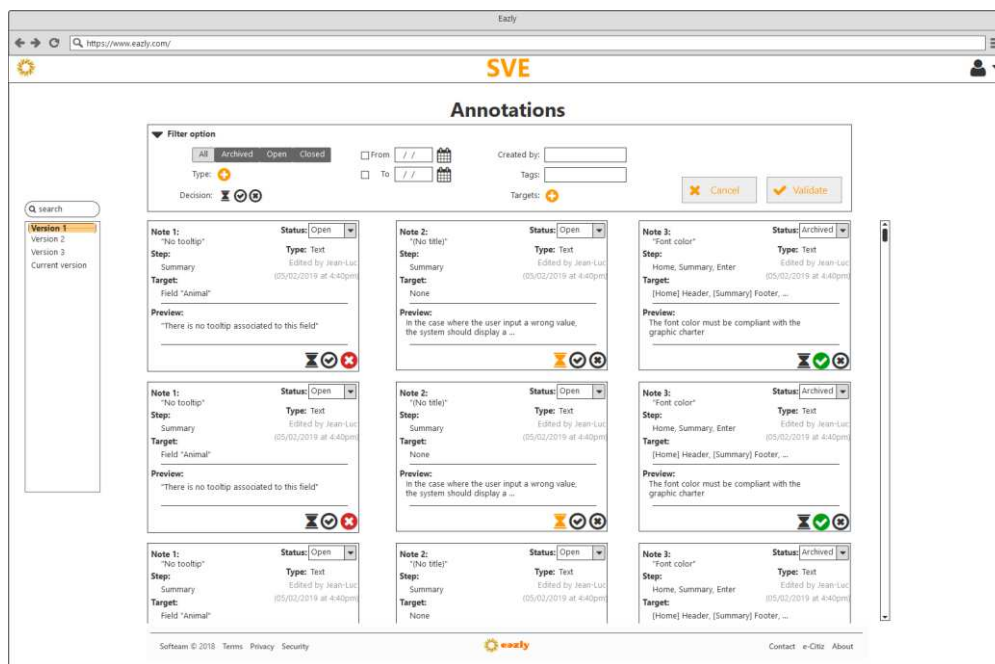 Eazly
https://www.eazly.com/
SVE
Annotations
Filter option
All Archived Open Closed
From / /
Created by:
Type:
To / /
Tags:
Decision:
Targets:
Cancel
Validate
search
Version 1
Version 2
Version 3
Current version
Note 1: Status: Open
"No tooltip"
Step: Type: Text
Edited by Jean-Luc
Summary
(05/02/2019 at 4:40pm)
Target:
Field "Animal"
Preview:
"There is no tooltip associated to this field"
Note 2: Status: Open
"(No title)"
Step: Type: Text
Edited by Jean-Luc
Summary
(05/02/2019 at 4:40pm)
Target:
None
Preview:
In the case where the user input a wrong value,
the system should display a ...
Note 3: Status: Archived
"Font color"
Step: Type: Text
Edited by Jean-Luc
Home, Summary, Enter
(05/02/2019 at 4:40pm)
Target:
[Home] Header, [Summary] Footer, ...
Preview:
The font color must be compliant with the
graphic charter
Note 1: Status: Open
"No tooltip"
Step: Type: Text
Edited by Jean-Luc
Summary
(05/02/2019 at 4:40pm)
Target:
Field "Animal"
Preview:
"There is no tooltip associated to this field"
Note 2: Status: Open
"(No title)"
Step: Type: Text
Edited by Jean-Luc
Summary
(05/02/2019 at 4:40pm)
Target:
None
Preview:
In the case where the user input a wrong value,
the system should display a ...
Note 3: Status: Archived
"Font color"
Step: Type: Text
Edited by Jean-Luc
Home, Summary, Enter
(05/02/2019 at 4:40pm)
Target:
[Home] Header, [Summary] Footer, ...
Preview:
The font color must be compliant with the
graphic charter
Note 1: Status: Open
"No tooltip"
Step: Type: Text
Edited by Jean-Luc
Summary
(05/02/2019 at 4:40pm)
Target:
Field "Animal"
Note 2: Status: Open
"(No title)"
Step: Type: Text
Edited by Jean-Luc
Summary
(05/02/2019 at 4:40pm)
Target:
None
Note 3: Status: Archived
"Font color"
Step: Type: Text
Edited by Jean-Luc
Home, Summary, Enter
(05/02/2019 at 4:40pm)
Target:
[Home] Header, [Summary] Footer, ...
Softeam © 2018 Terms Privacy Security
eazly
Contact e-Citiz About